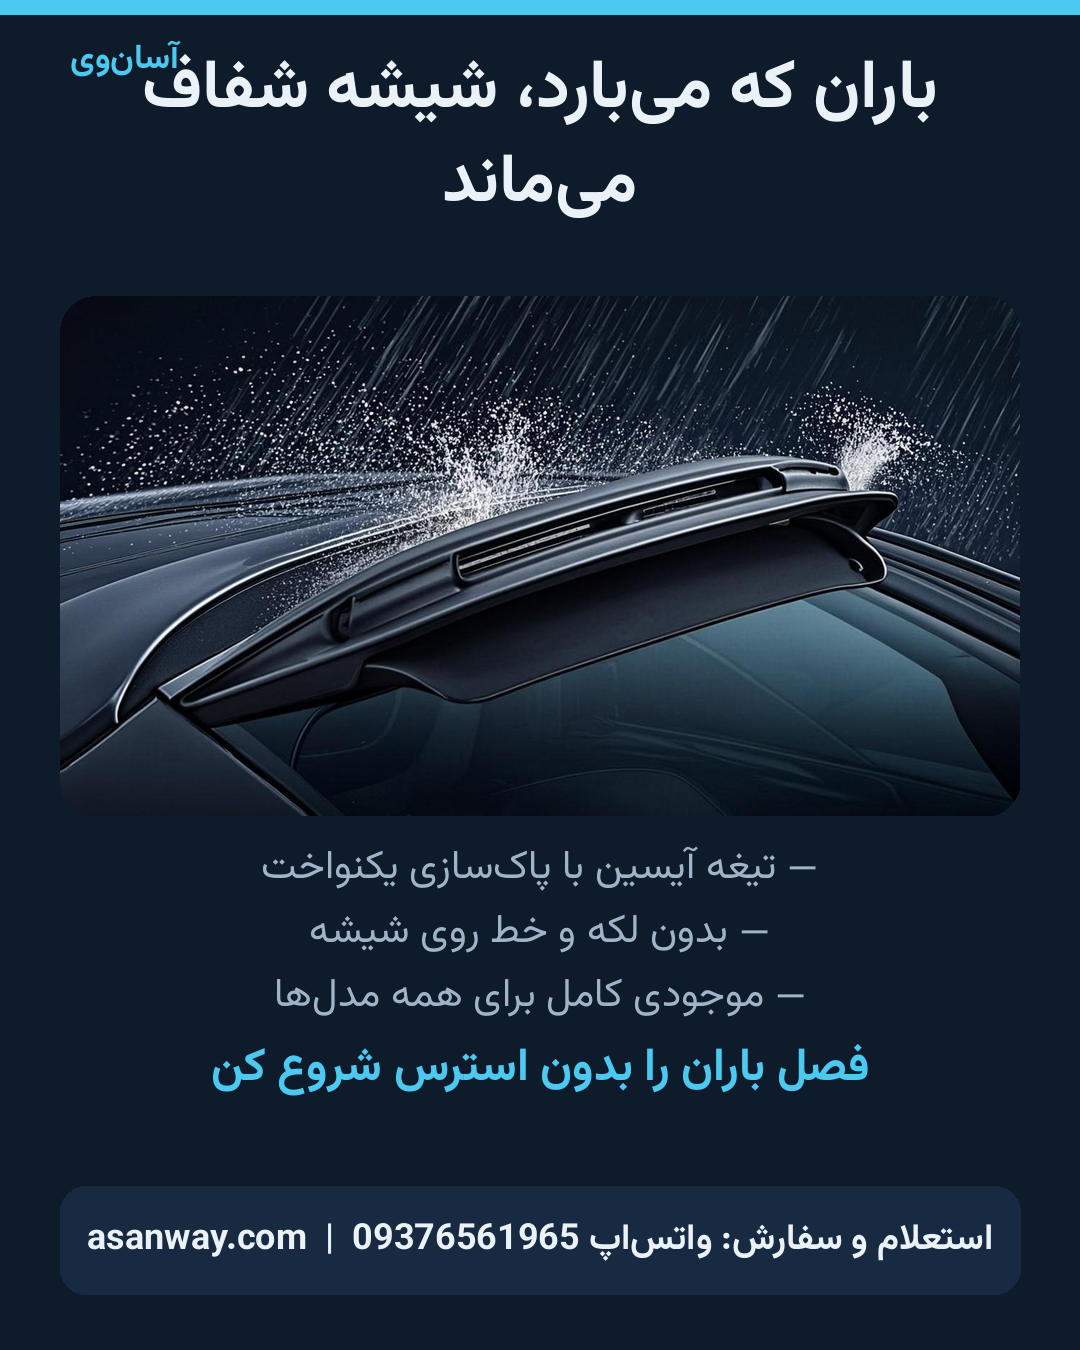 آسان‌وی
باران که می‌بارد، شیشه شفاف
می‌ماند
— تیغه آیسین با پاک‌سازی یکنواخت
— بدون لکه و خط روی شیشه
— موجودی کامل برای همه مدل‌ها
فصل باران را بدون استرس شروع کن
استعلام و سفارش: واتس‌اپ 09376561965 | asanway.com